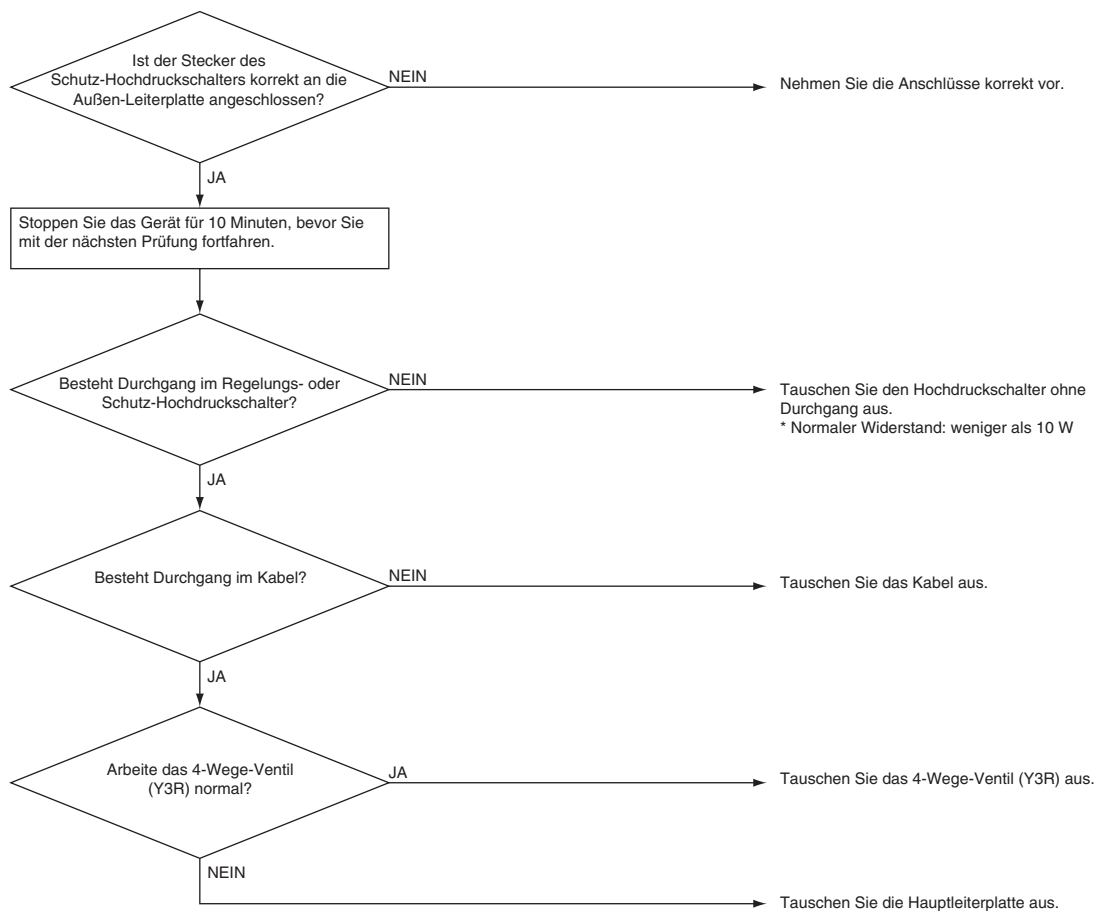 Ist der Stecker des
Schutz-Hochdruckschalters korrekt an die
Außen-Leiterplatte angeschlossen?
NEIN
Nehmen Sie die Anschlüsse korrekt vor.
JA
Stoppen Sie das Gerät für 10 Minuten, bevor Sie
mit der nächsten Prüfung fortfahren.
Besteht Durchgang im Regelungs- oder
Schutz-Hochdruckschalter?
NEIN
Tauschen Sie den Hochdruckschalter ohne
Durchgang aus.
* Normaler Widerstand: weniger als 10 W
JA
Besteht Durchgang im Kabel?
NEIN
Tauschen Sie das Kabel aus.
JA
Arbeite das 4-Wege-Ventil
(Y3R) normal?
JA
Tauschen Sie das 4-Wege-Ventil (Y3R) aus.
NEIN
Tauschen Sie die Hauptleiterplatte aus.